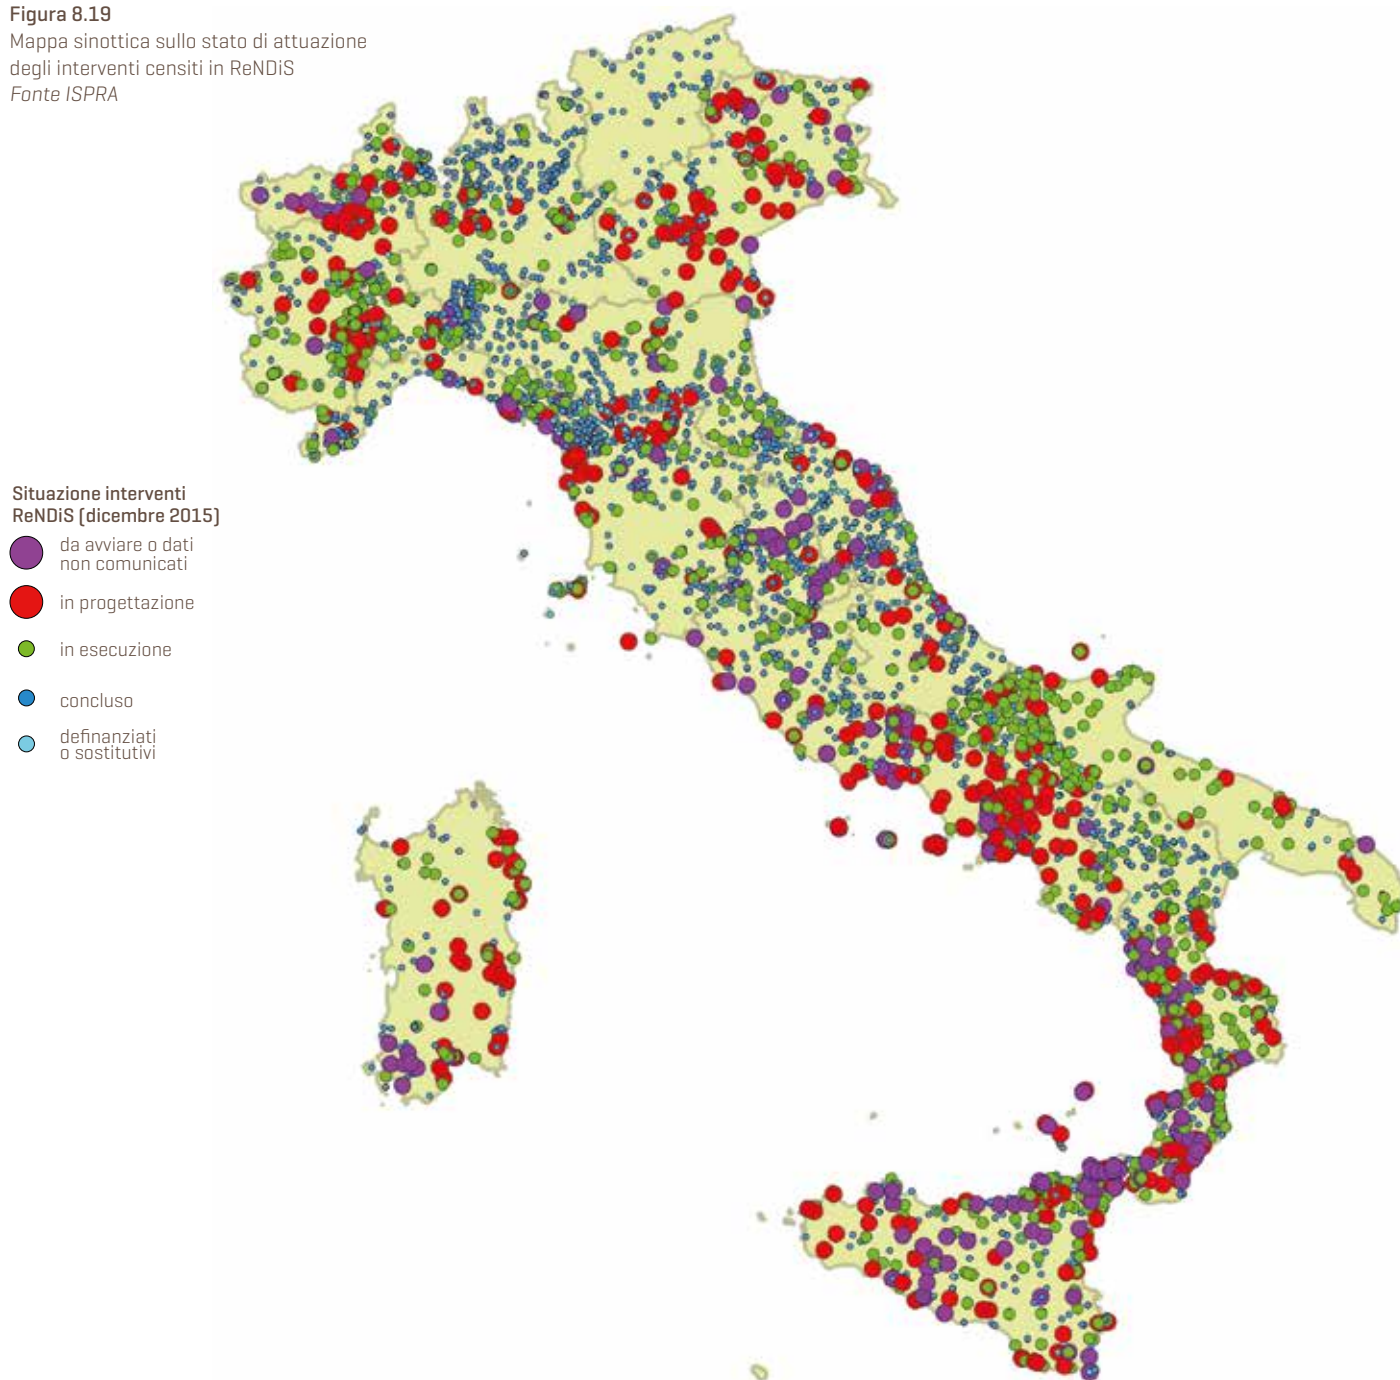 Figura 8.19
Mappa sinottica sullo stato di attuazione
degli interventi censiti in ReNDiS
Fonte ISPRA
Situazione interventi
ReNDiS (dicembre 2015)
da avviare o dati
non comunicati
in progettazione
in esecuzione
concluso
definanziati
o sostitutivi